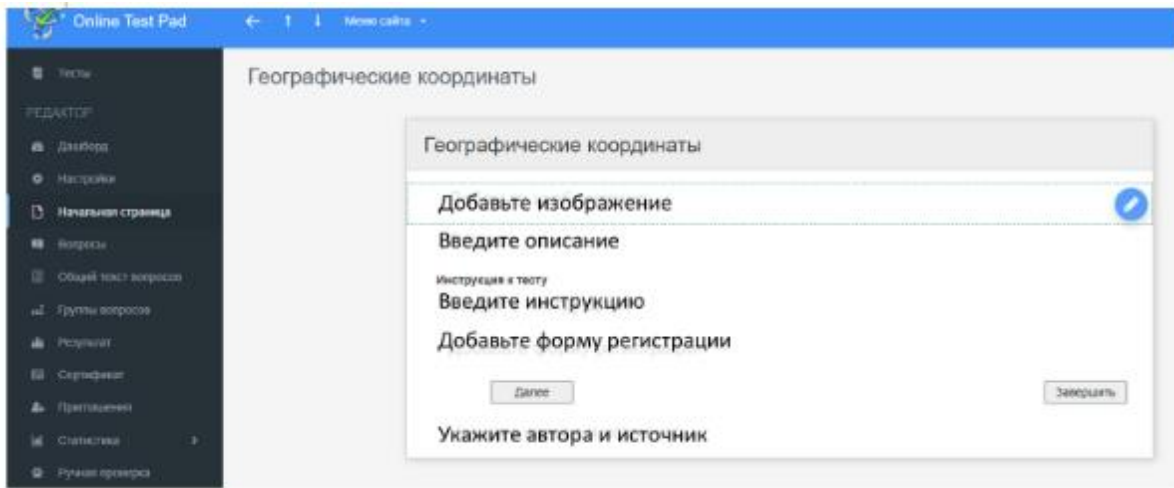 Online Test Pad
← ↑ ↓ Меню сайта
Тесты
РЕДАКТОР
Дашборд
Настройки
Начальная страница
Вопросы
Общий текст вопросов
Группы вопросов
Результат
Сертификат
Приглашения
Статистика
Ручная проверка
Географические координаты
Географические координаты
Добавьте изображение
Введите описание
Инструкция к тесту
Введите инструкцию
Добавьте форму регистрации
Далее
Завершить
Укажите автора и источник